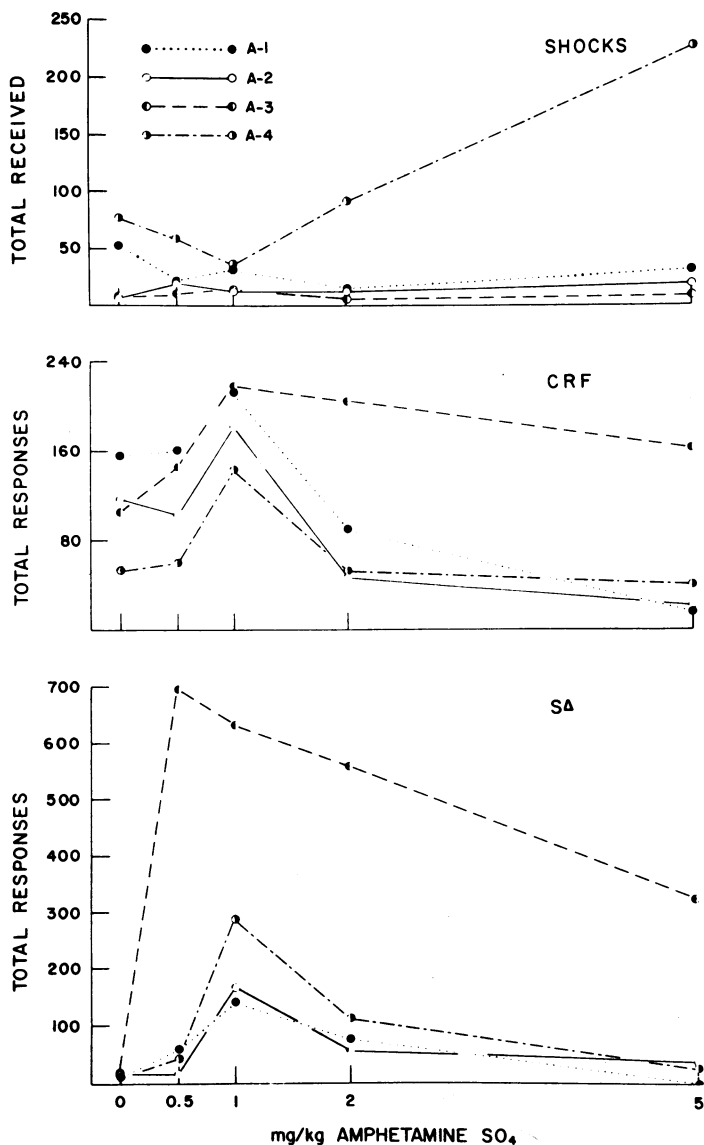 250
200
150
100
50
TOTAL RECEIVED
A-1
A-2
A-3
A-4
SHOCKS
240
160
80
TOTAL RESPONSES
CRF
700
600
500
400
300
200
100
TOTAL RESPONSES
SΔ
0 0.5 1 2 5
mg/kg AMPHETAMINE SO₄